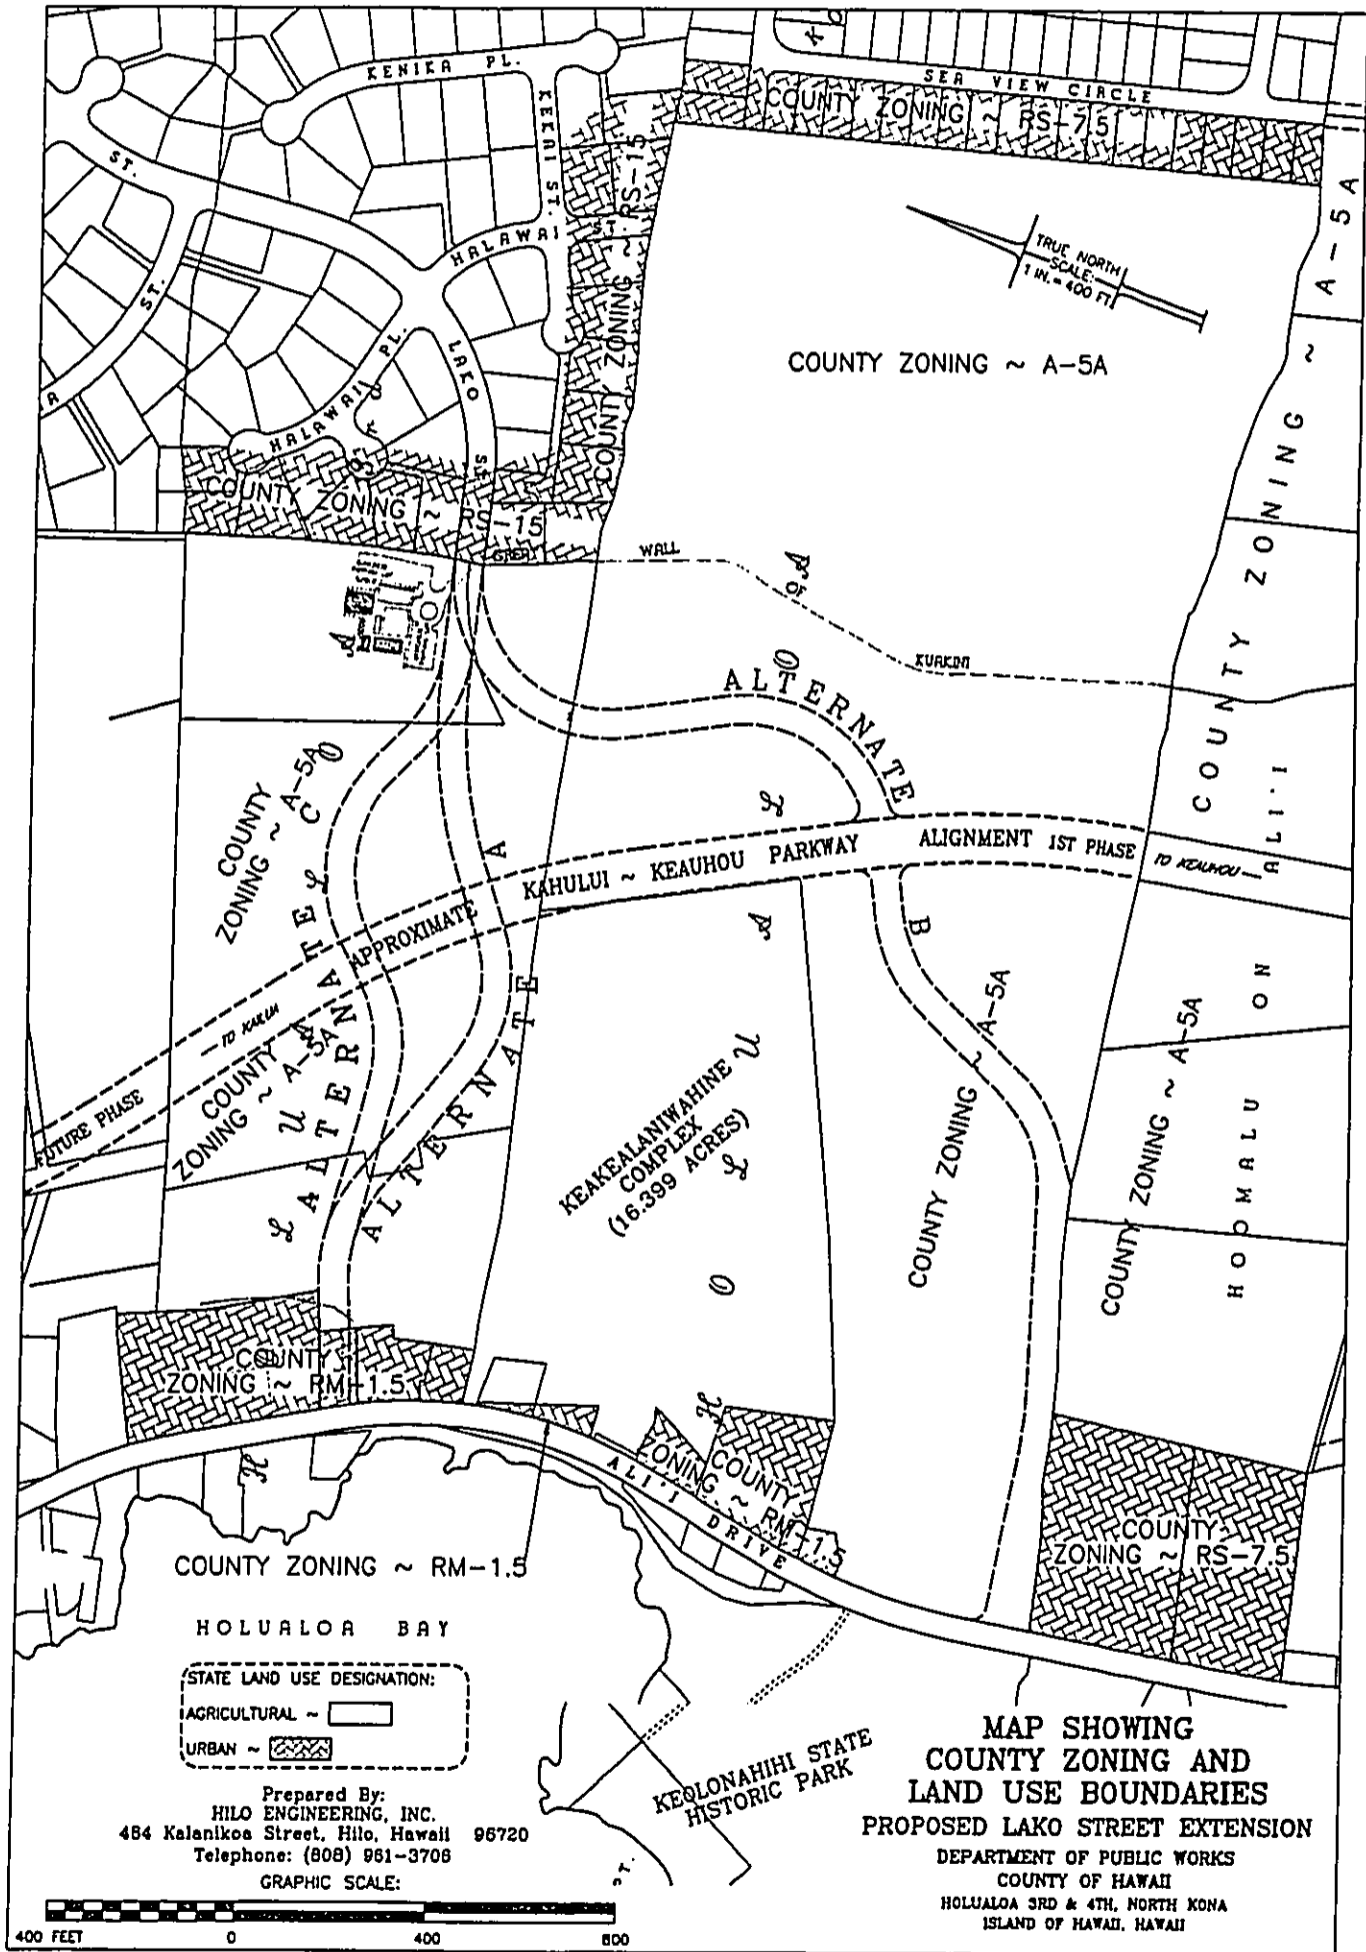 KENIKA PL.
SEA VIEW CIRCLE
COUNTY ZONING ~ RS-7.5
KEKAI ST.
ST.
HALAWAI ST.
COUNTY ZONING ~ RS-15
TRUE NORTH
SCALE:
1 IN. = 400 FT
COUNTY ZONING ~ A-5A
COUNTY ZONING ~ A-5A
ST.
HALAWAII PL.
LAKO ST.
COUNTY ZONING ~ RS-15
GREAT WALL OF KUAKINI
ALTERNATE B
ALTERNATE A
ALTERNATE C
COUNTY
ZONING ~ A-5A
APPROXIMATE KAHULUI ~ KEAUHOU PARKWAY ALIGNMENT 1ST PHASE
TO KEAUHOU
ALI'I
TO KAILUA
FUTURE PHASE
COUNTY
ZONING ~ A-5A
KEAKEALANIWAHINE
COMPLEX
(16.399 ACRES)
COUNTY ZONING ~ A-5A
COUNTY ZONING ~ A-5A
HOOMALU ON
HOLUALOA
HOLUALOA
COUNTY
ZONING ~ RM-1.5
COUNTY
ZONING ~ RM-1.5
ALI'I DRIVE
COUNTY
ZONING ~ RS-7.5
COUNTY ZONING ~ RM-1.5
HOLUALOA BAY
STATE LAND USE DESIGNATION:
AGRICULTURAL ~
URBAN ~
KEOLONAHIHI STATE
HISTORIC PARK
PT.
Prepared By:
HILO ENGINEERING, INC.
484 Kalanikoa Street, Hilo, Hawaii 96720
Telephone: (808) 961-3706
GRAPHIC SCALE:
400 FEET 0 400 800
MAP SHOWING
COUNTY ZONING AND
LAND USE BOUNDARIES
PROPOSED LAKO STREET EXTENSION
DEPARTMENT OF PUBLIC WORKS
COUNTY OF HAWAII
HOLUALOA 3RD & 4TH, NORTH KONA
ISLAND OF HAWAII, HAWAII